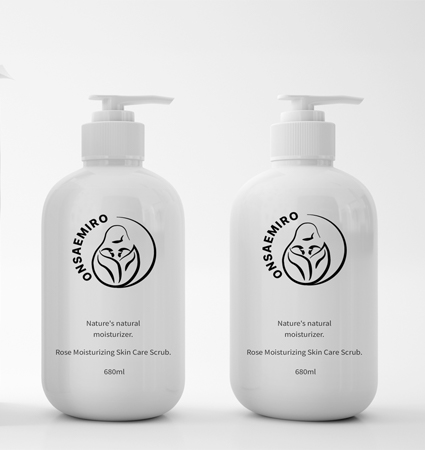 ONSAEMIRO
Nature's natural
moisturizer.
Rose Moisturizing Skin Care Scrub.
680ml
ONSAEMIRO
Nature's natural
moisturizer.
Rose Moisturizing Skin Care Scrub.
680ml